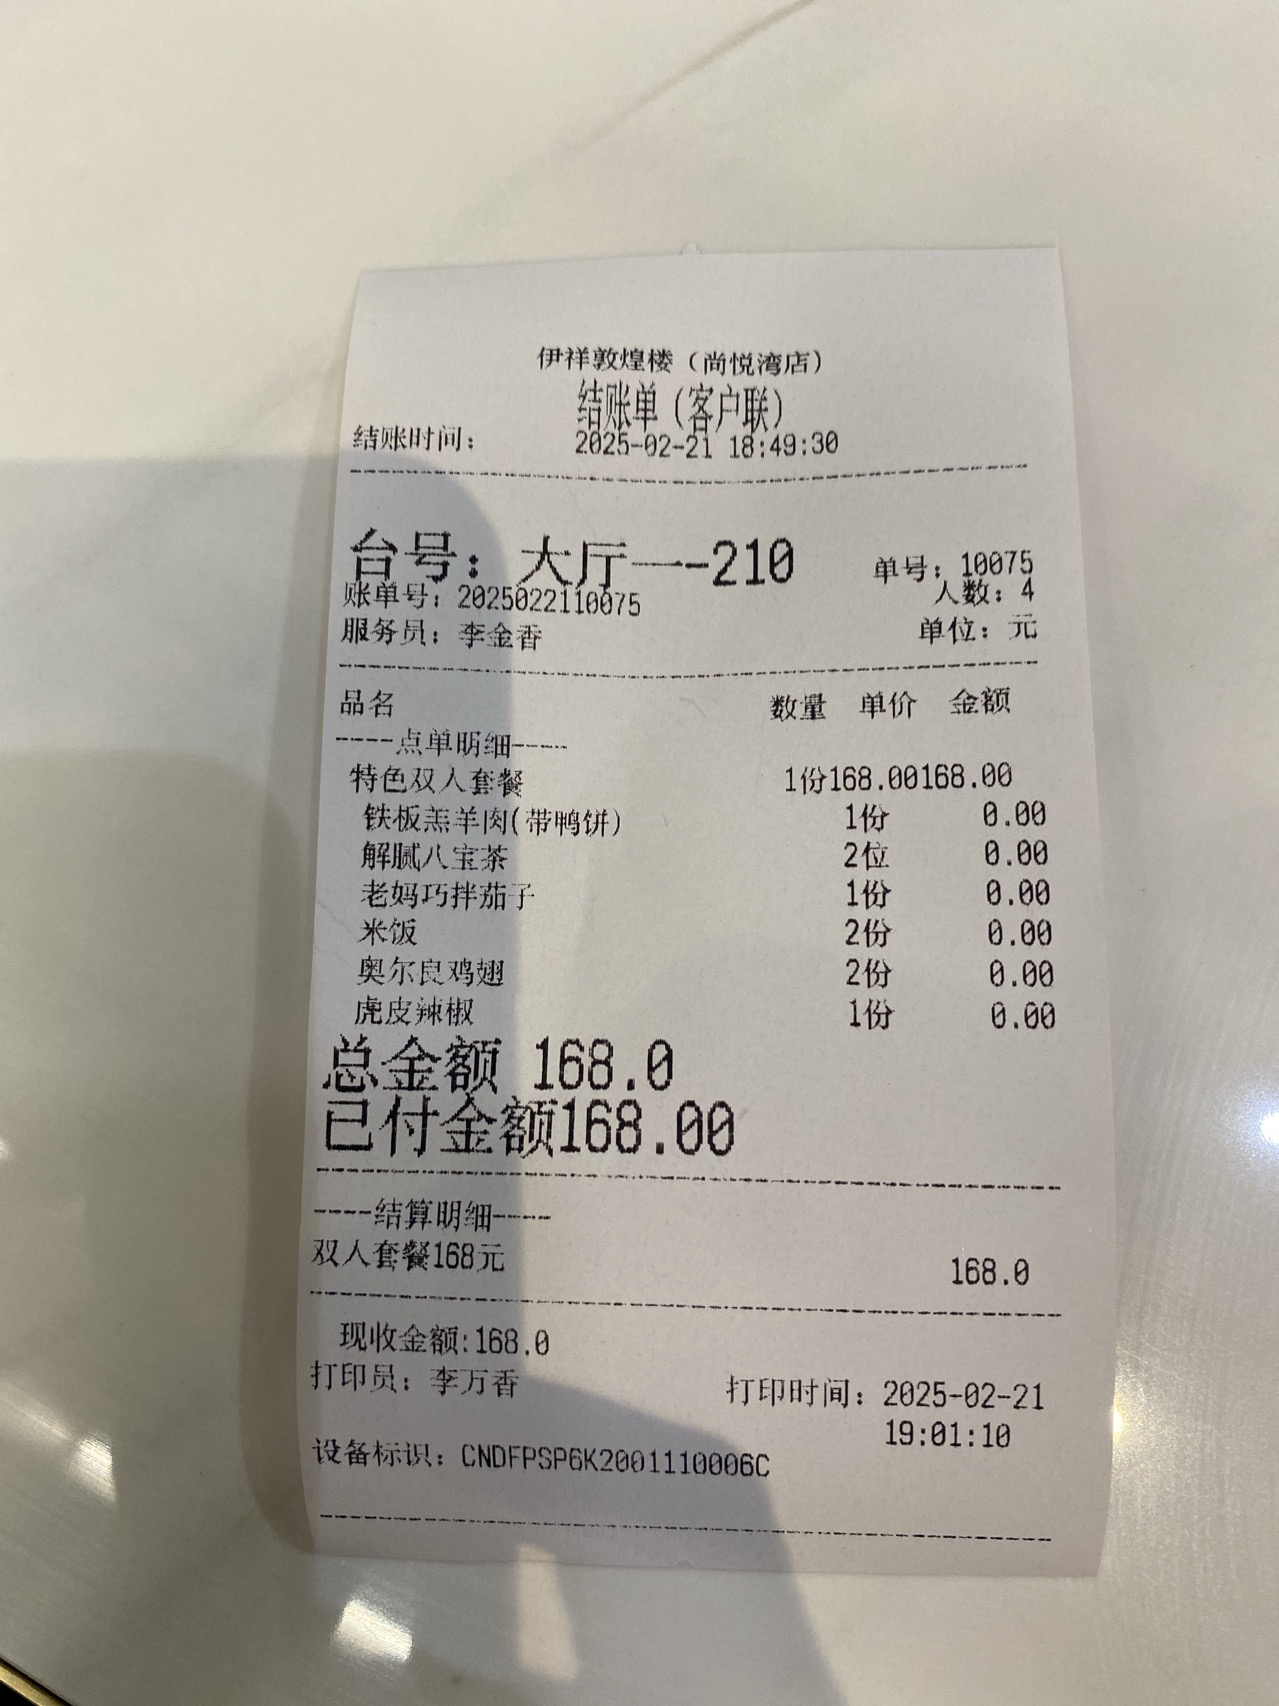 伊祥敦煌楼（尚悦湾店）
结账单（客户联）
结账时间： 2025-02-21 18:49:30
台号：大厅一--210 单号：10075
账单号：2025022110075 人数：4
服务员：李金香 单位：元
品名 数量 单价 金额
----点单明细----
特色双人套餐 1份168.00168.00
铁板羔羊肉(带鸭饼) 1份 0.00
解腻八宝茶 2位 0.00
老妈巧拌茄子 1份 0.00
米饭 2份 0.00
奥尔良鸡翅 2份 0.00
虎皮辣椒 1份 0.00
总金额 168.0
已付金额168.00
----结算明细----
双人套餐168元 168.0
现收金额:168.0
打印员：李万香 打印时间：2025-02-21
19:01:10
设备标识：CNDFPSP6K2001110006C